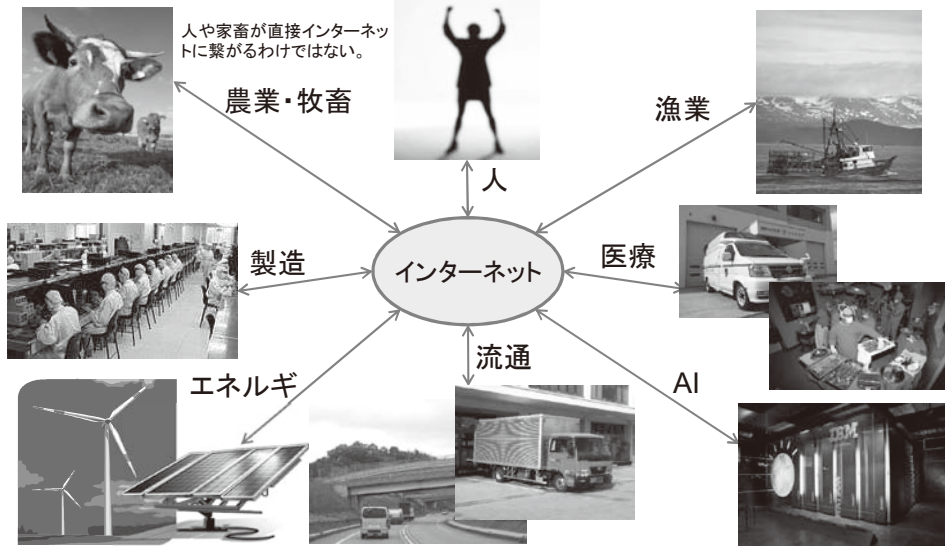 人や家畜が直接インターネッ
トに繋がるわけではない。
農業・牧畜
人
漁業
製造
インターネット
医療
エネルギ
流通
AI
IBM